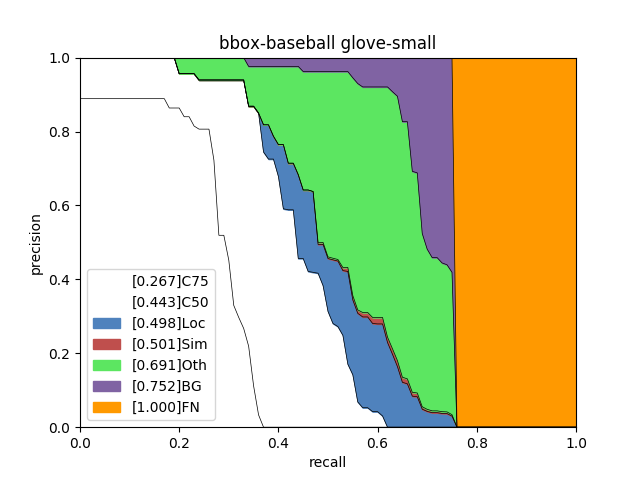 bbox-baseball glove-small
1.0
0.8
0.6
0.4
0.2
0.0
precision
[0.267]C75
[0.443]C50
[0.498]Loc
[0.501]Sim
[0.691]Oth
[0.752]BG
[1.000]FN
0.0 0.2 0.4 0.6 0.8 1.0
recall